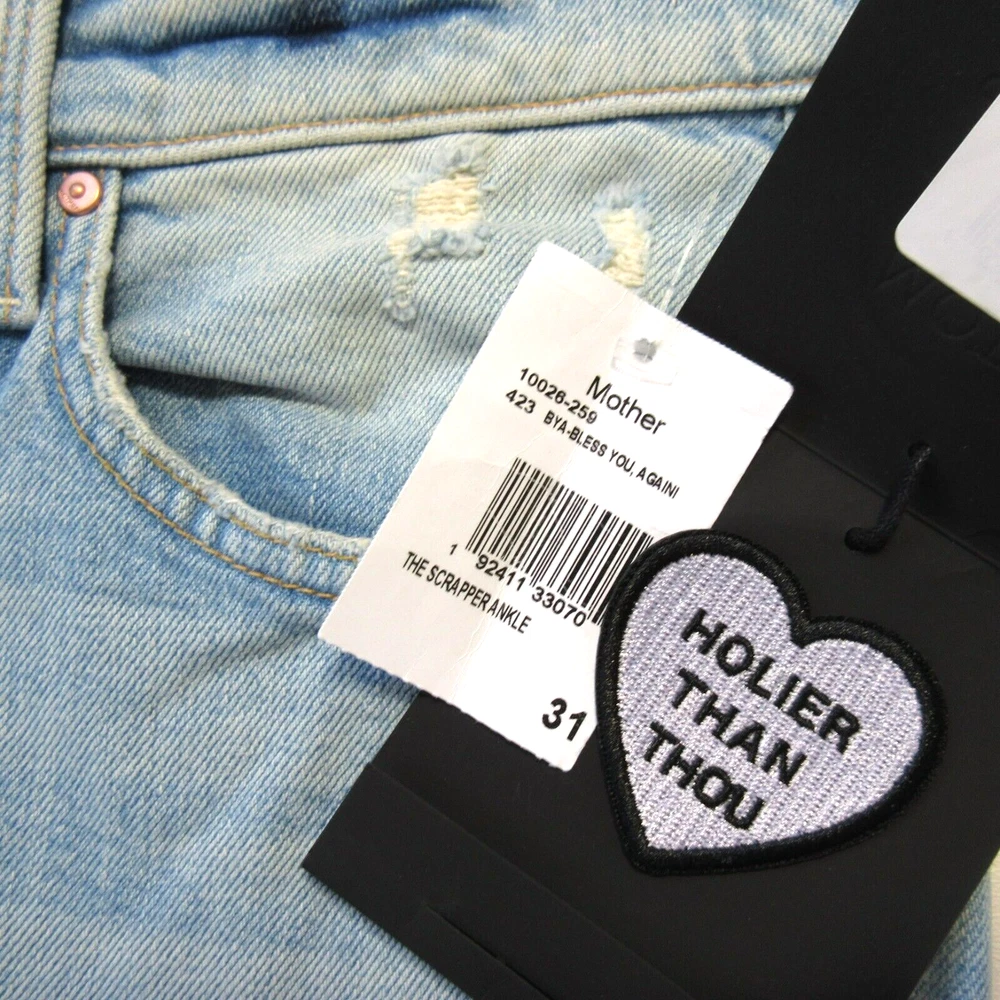 Mother
10026-259
423 BYA-BLESS YOU, AGAIN!
1 92411 33070
THE SCRAPPER ANKLE
31
HOLIER
THAN
THOU